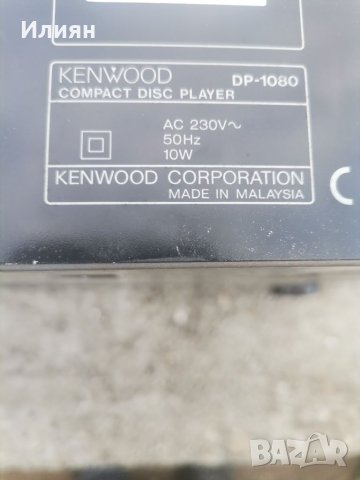 Илиян
KENWOOD DP-1080
COMPACT DISC PLAYER
AC 230V~
50Hz
10W
KENWOOD CORPORATION
MADE IN MALAYSIA
BAZAR